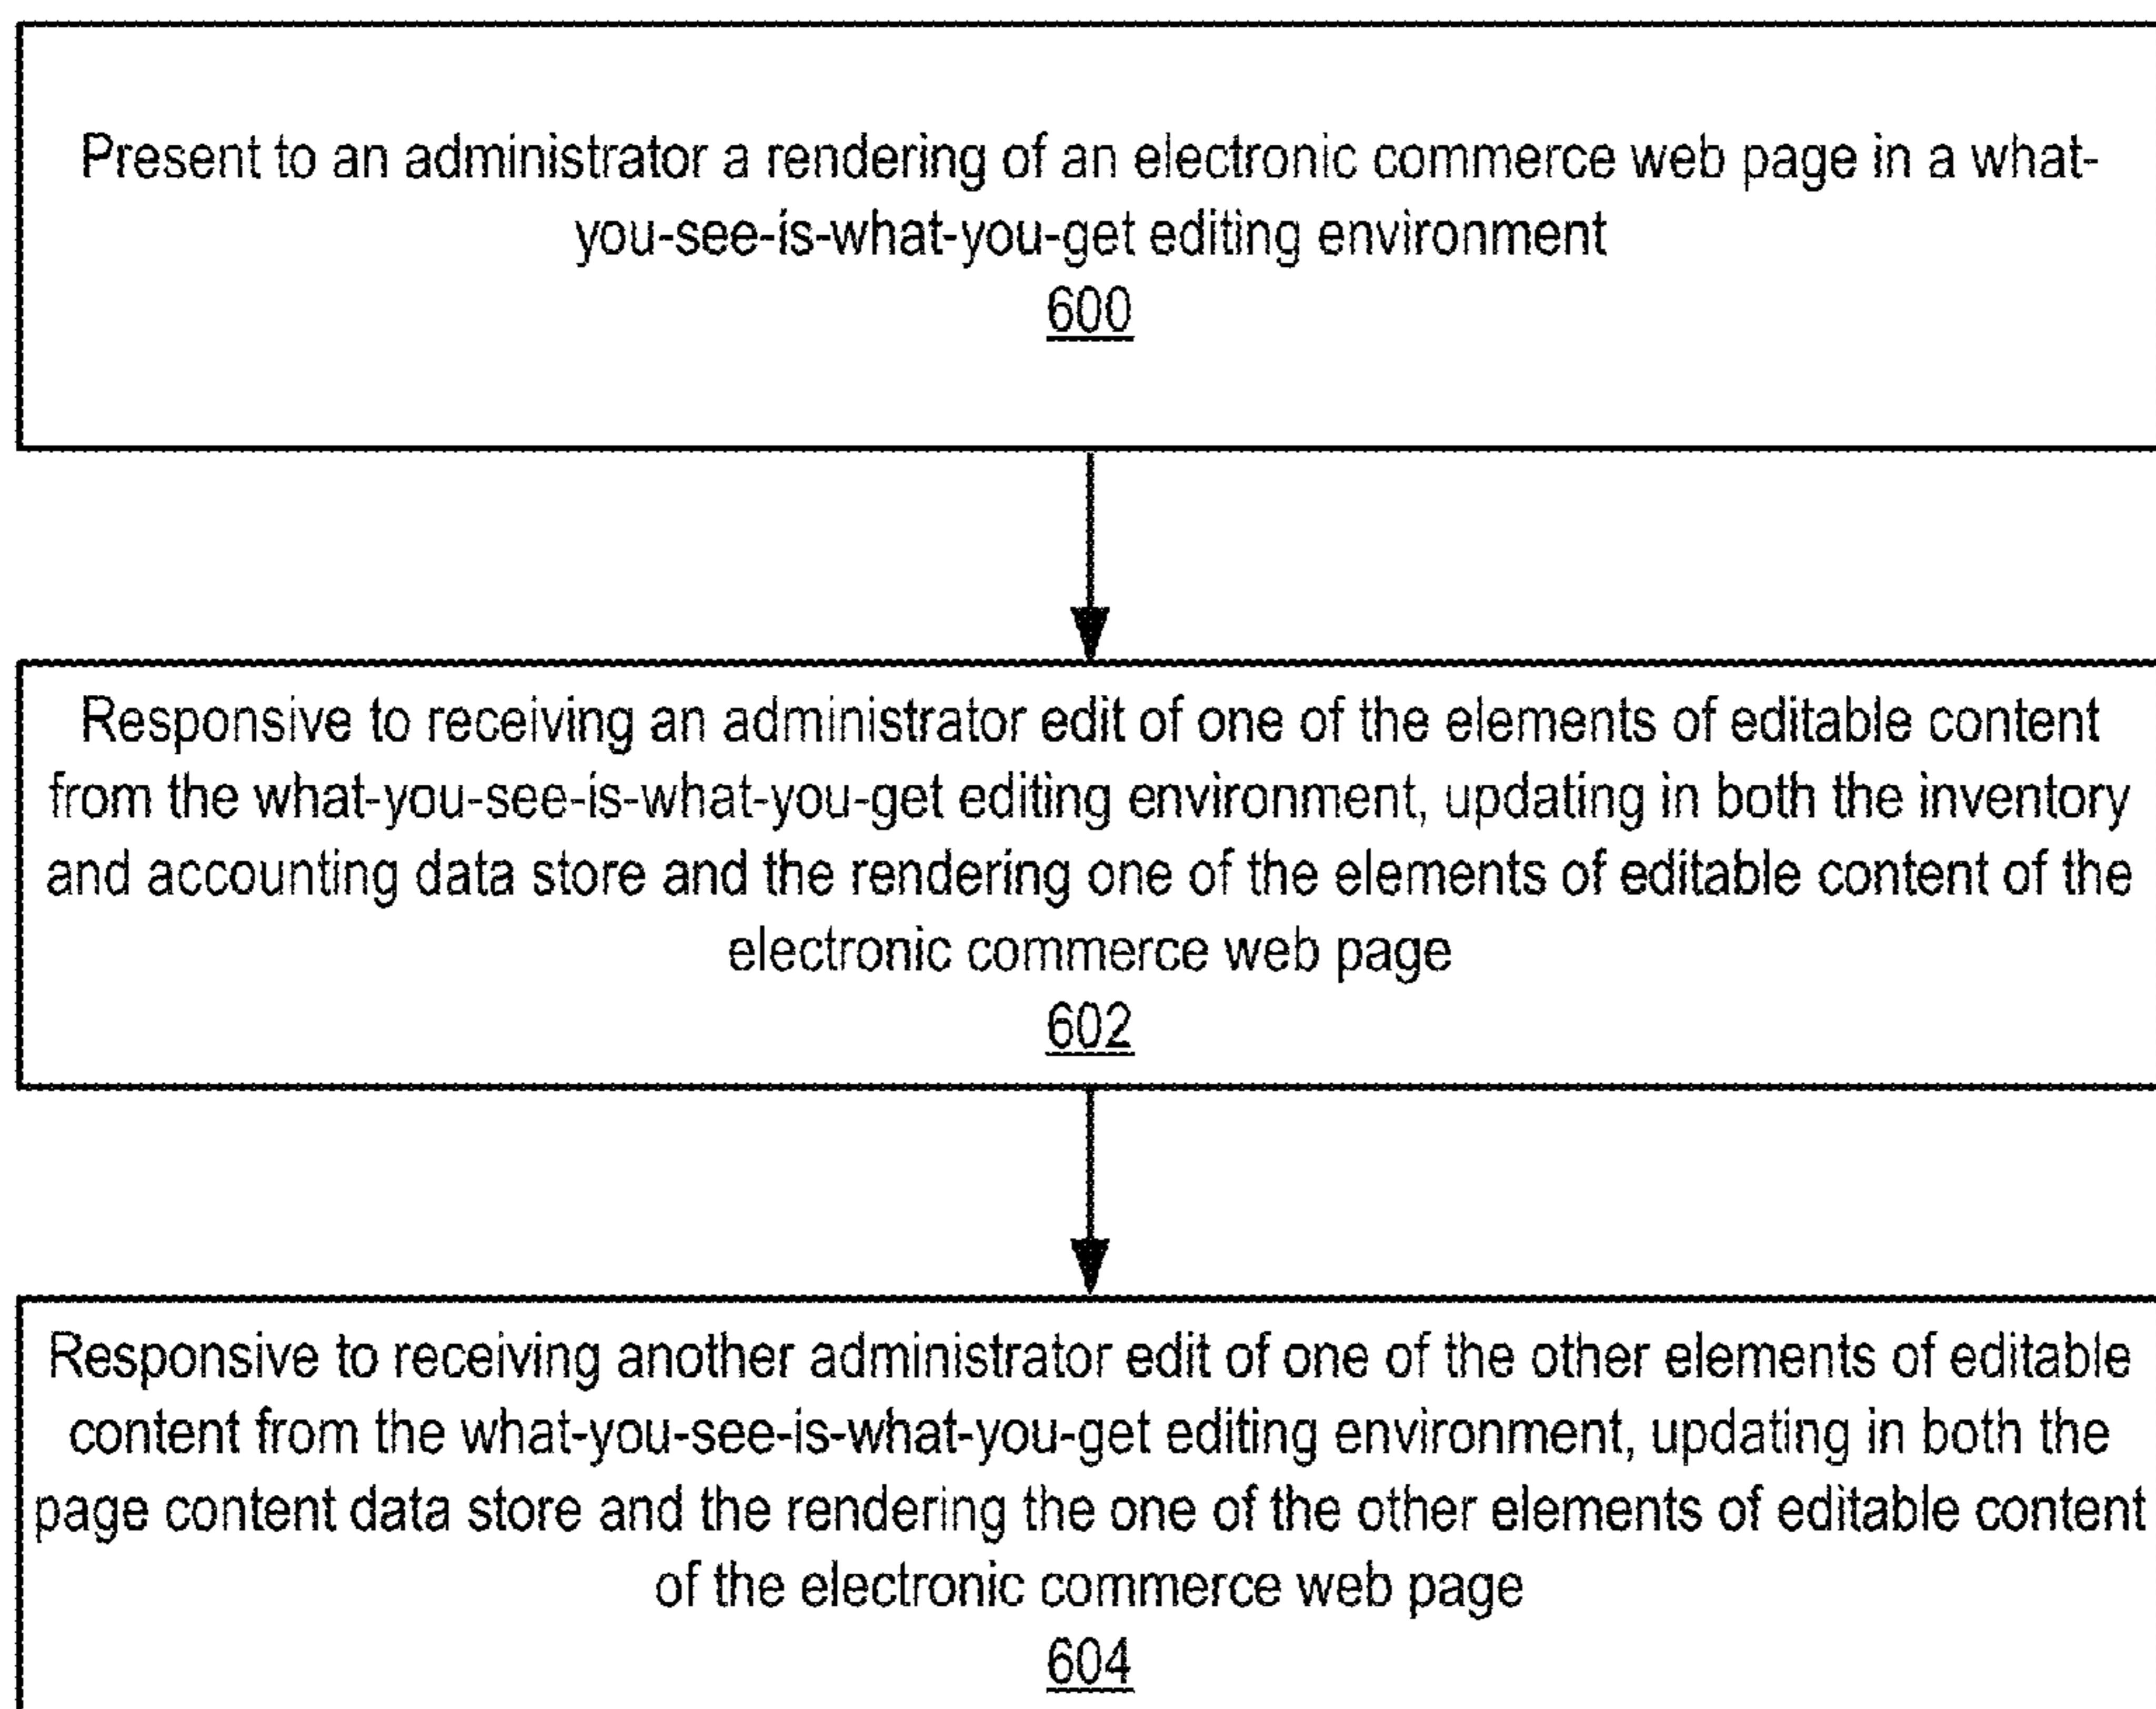 Present to an administrator a rendering of an electronic commerce web page in a what-
you-see-is-what-you-get editing environment
600
Responsive to receiving an administrator edit of one of the elements of editable content
from the what-you-see-is-what-you-get editing environment, updating in both the inventory
and accounting data store and the rendering one of the elements of editable content of the
electronic commerce web page
602
Responsive to receiving another administrator edit of one of the other elements of editable
content from the what-you-see-is-what-you-get editing environment, updating in both the
page content data store and the rendering the one of the other elements of editable content
of the electronic commerce web page
604